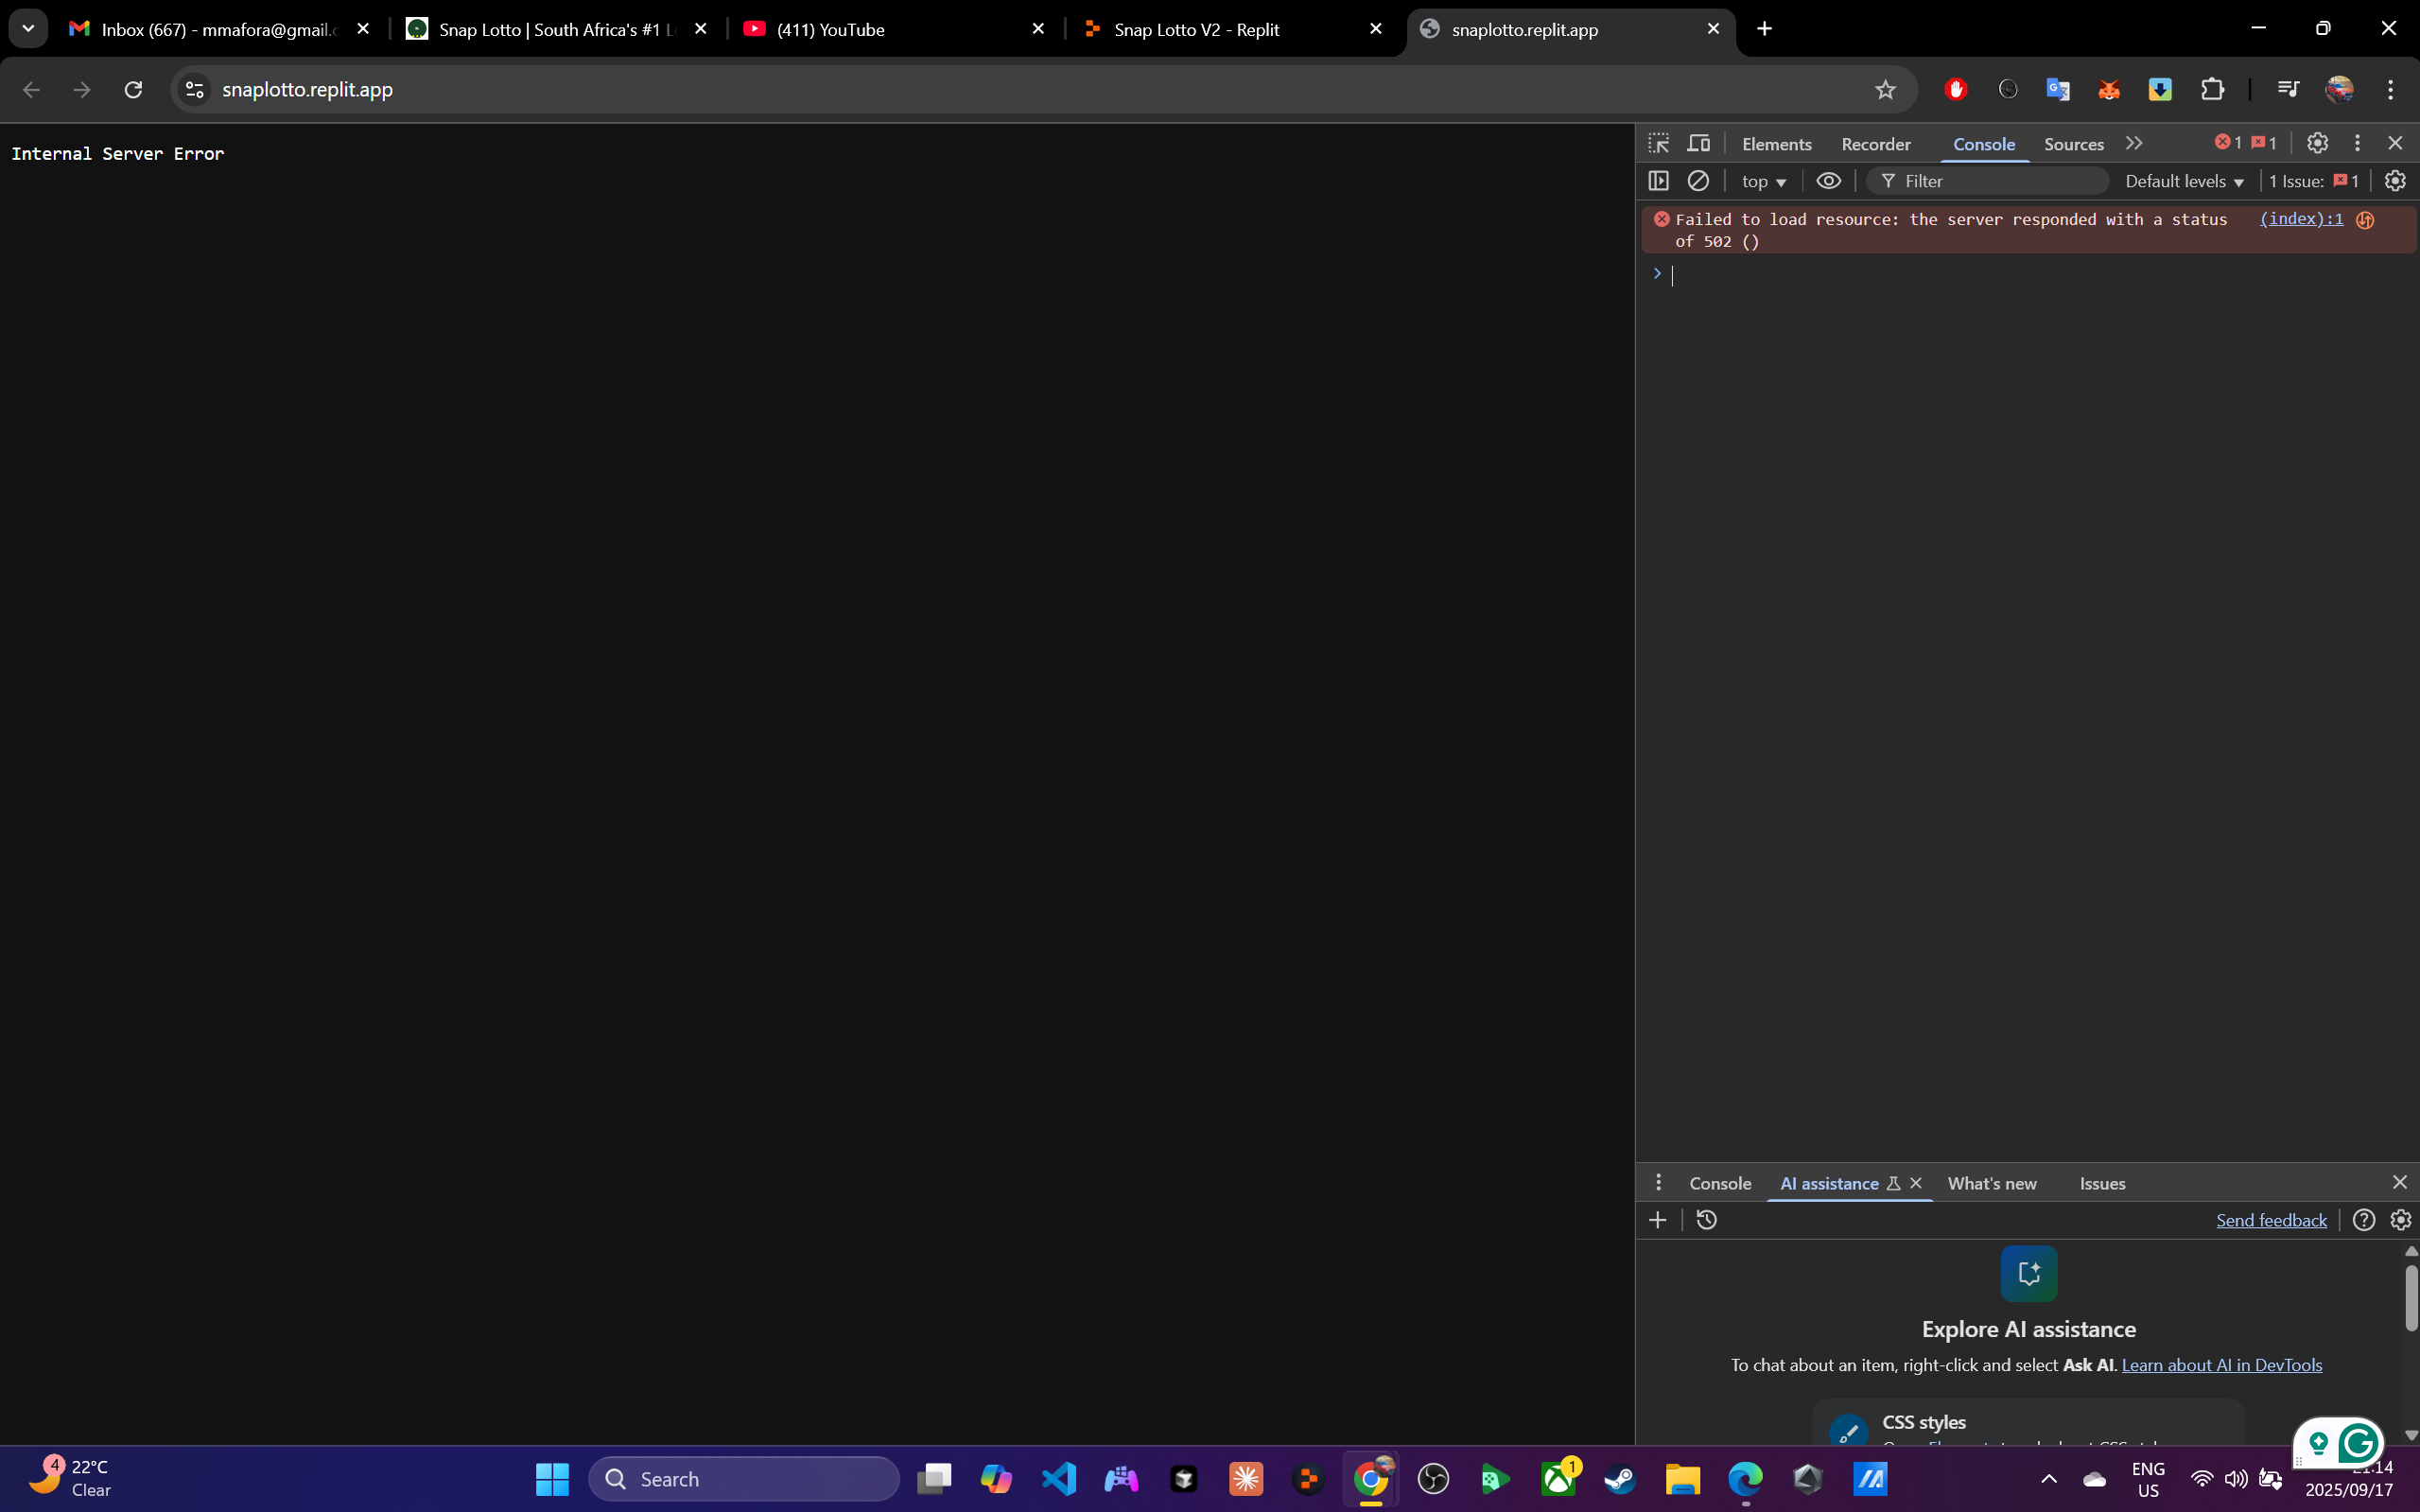 Inbox (667) - mmafora@gmail.c
Snap Lotto | South Africa's #1 L
(411) YouTube
Snap Lotto V2 - Replit
snaplotto.replit.app
snaplotto.replit.app
Internal Server Error
Elements
Recorder
Console
Sources
1
1
top
Filter
Default levels
1 Issue:
1
Failed to load resource: the server responded with a status
of 502 ()
(index):1
Console
AI assistance
What's new
Issues
Send feedback
Explore AI assistance
To chat about an item, right-click and select Ask AI. Learn about AI in DevTools
CSS styles
4
22°C
Clear
Search
1
ENG
US
2025/09/17